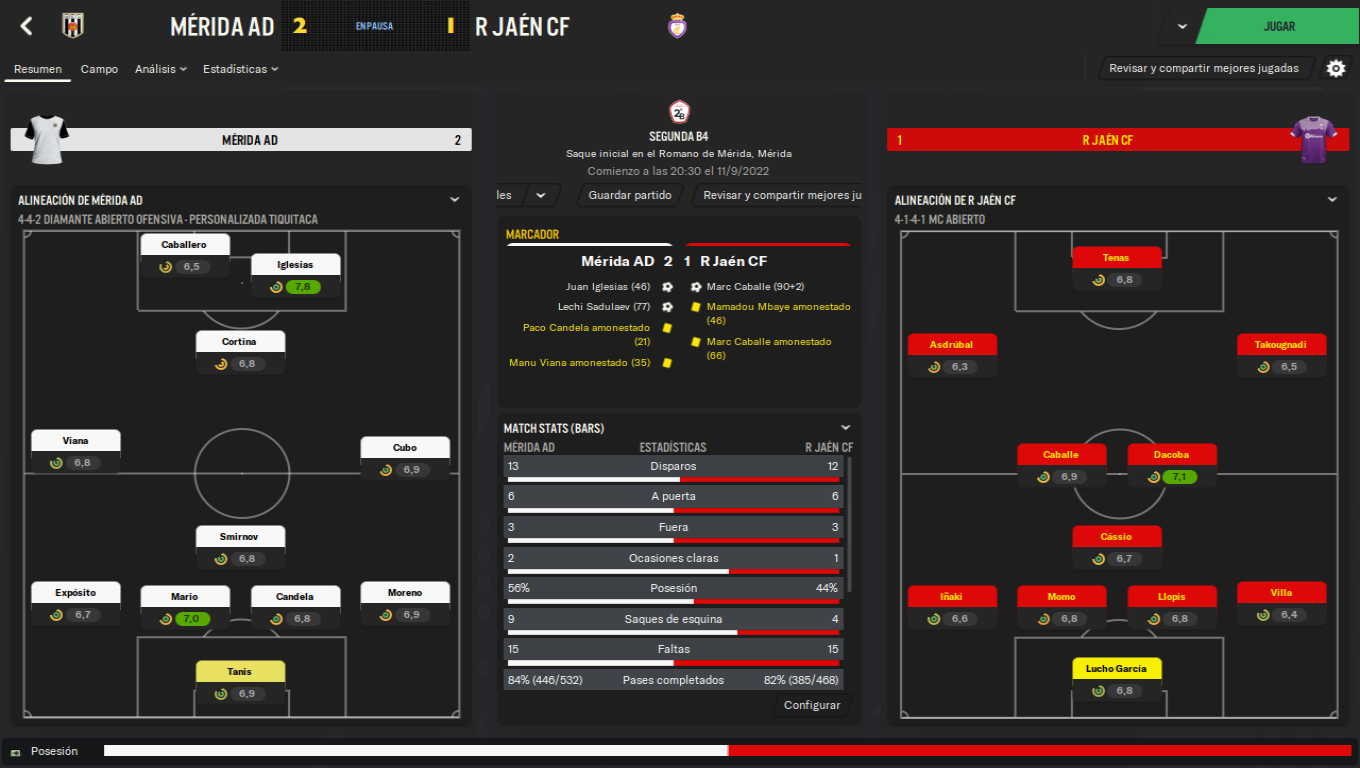 MÉRIDA AD 2 EN PAUSA 1 R JAÉN CF
JUGAR
Resumen Campo Análisis Estadísticas
Revisar y compartir mejores jugadas
MÉRIDA AD 2
ALINEACIÓN DE MÉRIDA AD
4-4-2 DIAMANTE ABIERTO OFENSIVA - PERSONALIZADA TIQUITACA
Caballero
6,5
Iglesias
7,8
Cortina
6,8
Viana
6,8
Cubo
6,9
Smirnov
6,8
Expósito
6,7
Mario
7,0
Candela
6,8
Moreno
6,9
Tanis
6,9
2ªB
SEGUNDA B4
Saque inicial en el Romano de Mérida, Mérida
Comienzo a las 20:30 el 11/9/2022
les Guardar partido Revisar y compartir mejores ju
MARCADOR
Mérida AD 2 1 R Jaén CF
Juan Iglesias (46)
Lechi Sadulaev (77)
Paco Candela amonestado
(21)
Manu Viana amonestado (35)
Marc Caballe (90+2)
Mamadou Mbaye amonestado
(46)
Marc Caballe amonestado
(66)
MATCH STATS (BARS)
MÉRIDA AD ESTADÍSTICAS R JAÉN CF
13 Disparos 12
6 A puerta 6
3 Fuera 3
2 Ocasiones claras 1
56% Posesión 44%
9 Saques de esquina 4
15 Faltas 15
84% (446/532) Pases completados 82% (385/468)
Configurar
1 R JAÉN CF
ALINEACIÓN DE R JAÉN CF
4-1-4-1 MC ABIERTO
Tenas
6,8
Asdrúbal
6,3
Takougnadi
6,5
Caballe
6,9
Dacoba
7,1
Cássio
6,7
Iñaki
6,6
Momo
6,8
Llopis
6,8
Villa
6,4
Lucho García
6,8
Posesión